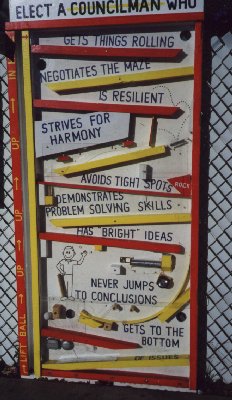 ELECT A COUNCILMAN WHO
GETS THINGS ROLLING
NEGOTIATES THE MAZE
IS RESILIENT
STRIVES FOR
HARMONY
AVOIDS TIGHT SPOTS
ROCK
DEMONSTRATES
PROBLEM SOLVING SKILLS
HAS "BRIGHT" IDEAS
NEVER JUMPS
TO CONCLUSIONS
GETS TO THE
BOTTOM
OF ISSUES
LIFT BALL → UP → UP → UP → UP